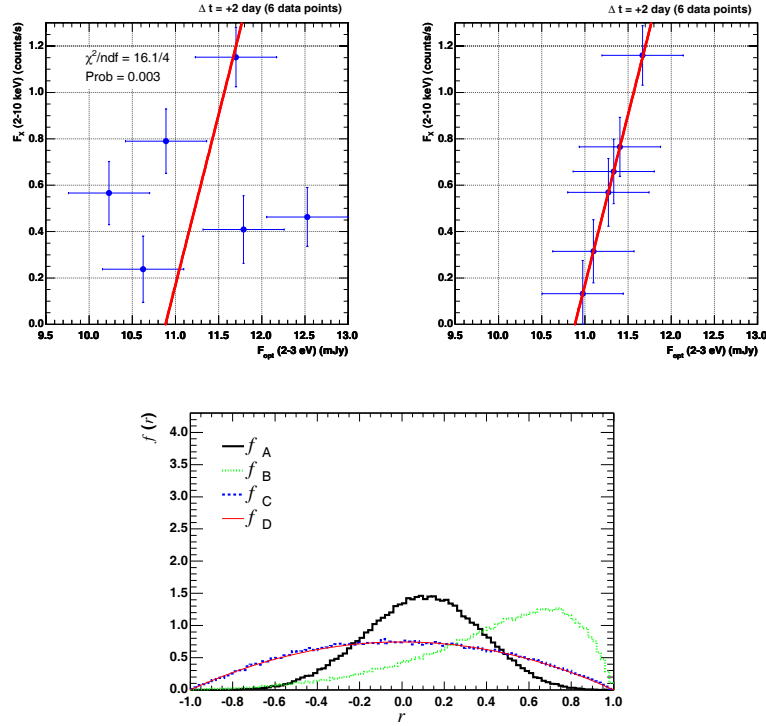 Δ t = +2 day (6 data points)
χ²/ndf = 16.1/4
Prob = 0.003
F_X (2-10 keV) (counts/s)
1.2
1.0
0.8
0.6
0.4
0.2
0.0
9.5 10.0 10.5 11.0 11.5 12.0 12.5 13.0
F_opt (2-3 eV) (mJy)
Δ t = +2 day (6 data points)
F_X (2-10 keV) (counts/s)
1.2
1.0
0.8
0.6
0.4
0.2
0.0
9.5 10.0 10.5 11.0 11.5 12.0 12.5 13.0
F_opt (2-3 eV) (mJy)
f (r)
4.0
3.5
3.0
2.5
2.0
1.5
1.0
0.5
0.0
f A
f B
f C
f D
-1.0 -0.8 -0.6 -0.4 -0.2 0.0 0.2 0.4 0.6 0.8 1.0
r